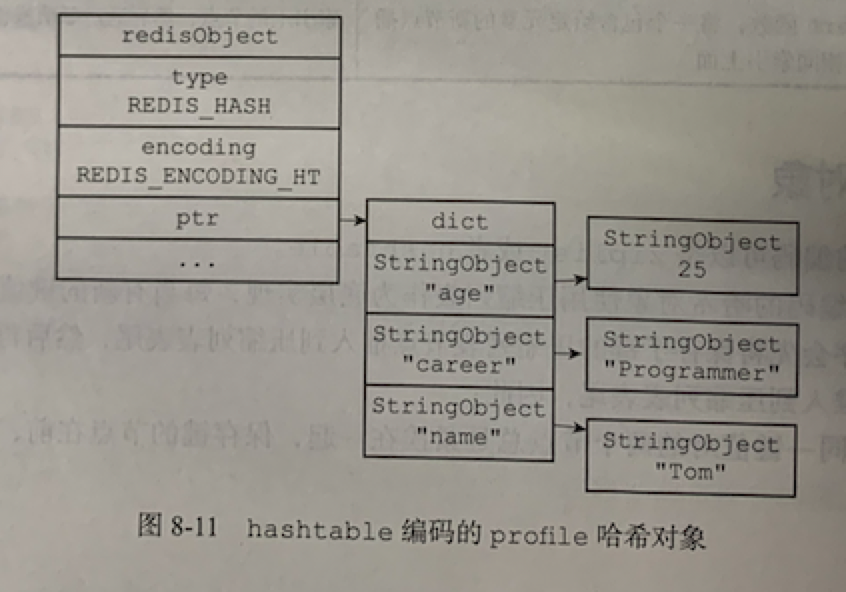 redisObject
type
REDIS_HASH
encoding
REDIS_ENCODING_HT
ptr
...
dict
StringObject
"age"
StringObject
"career"
StringObject
"name"
StringObject
25
StringObject
"Programmer"
StringObject
"Tom"
图 8-11 hashtable 编码的 profile 哈希对象